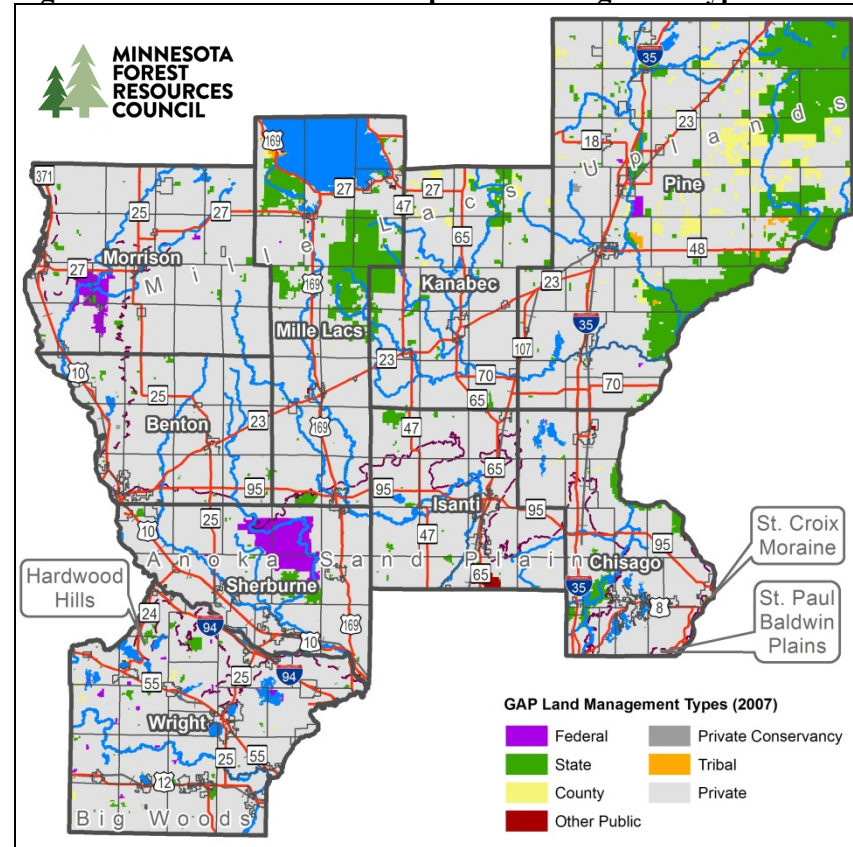 MINNESOTA
FOREST
RESOURCES
COUNCIL
35
169
23
18
Uplands
371
27
27
Pine
47
25
27
65
Lacs
48
Morrison
Mille
27
Kanabec
23
169
Mille Lacs
35
10
107
23
70
70
25
65
Benton
23
47
169
65
95
95
Isanti
St. Croix
Moraine
10
25
95
95
47
Anoka Sand Plain
Chisago
Hardwood
Hills
Sherburne
65
35
8
St. Paul
Baldwin
Plains
24
94
10
169
25
94
55
GAP Land Management Types (2007)
Wright
Federal
Private Conservancy
25
55
State
Tribal
12
County
Private
Big Woods
Other Public